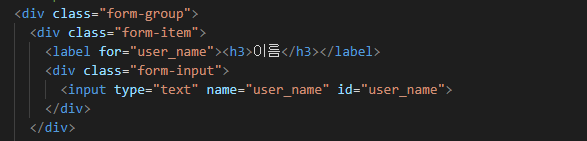 <div class="form-group">
<div class="form-item">
<label for="user_name"><h3>이름</h3></label>
<div class="form-input">
<input type="text" name="user_name" id="user_name">
</div>
</div>